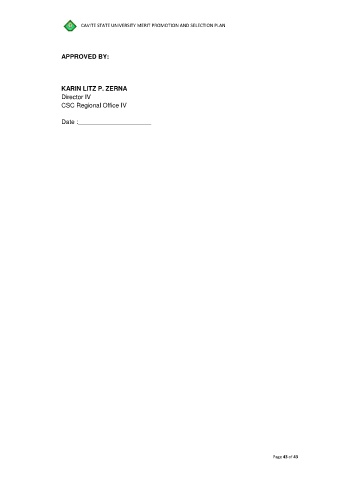 CAVITE STATE UNIVERSITY MERIT PROMOTION AND SELECTION PLAN
APPROVED BY:
KARIN LITZ P. ZERNA
Director IV
CSC Regional Office IV
Date :______________________
Page 43 of 43